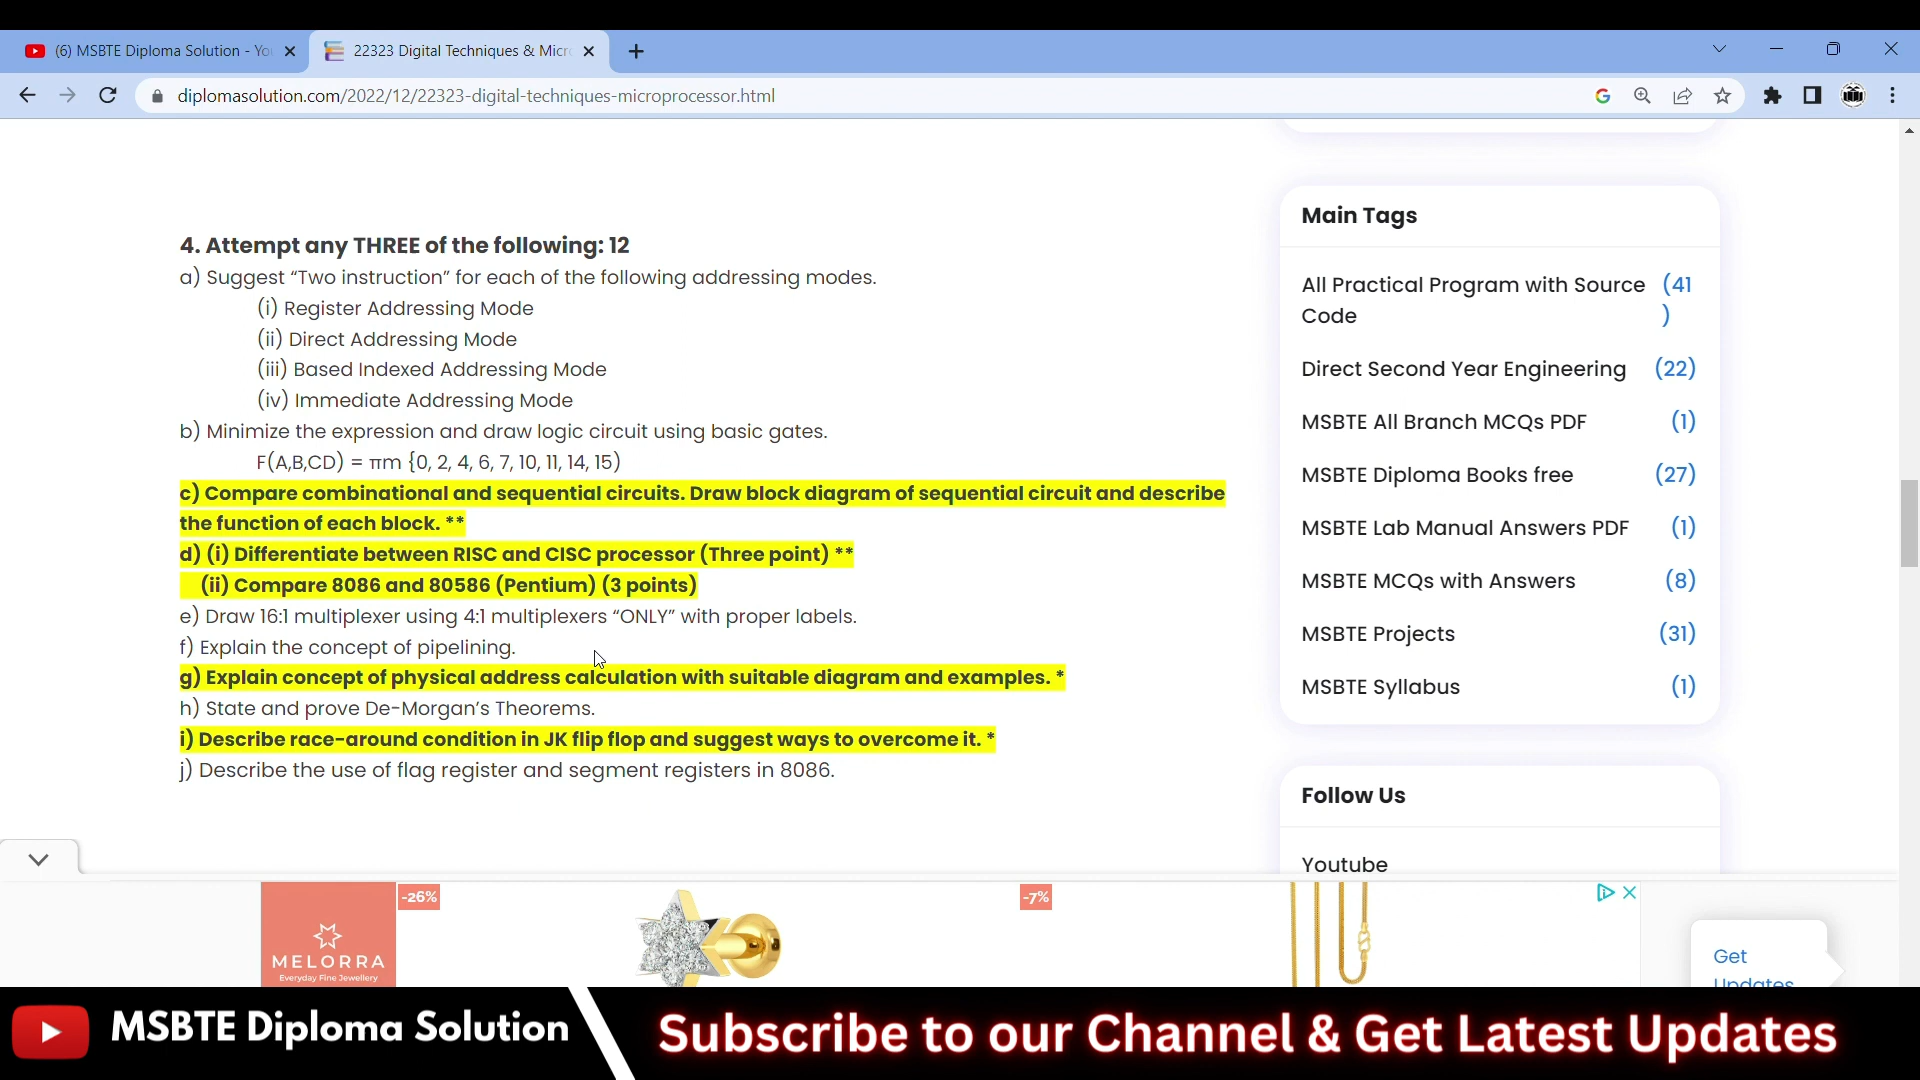 (6) MSBTE Diploma Solution - You
22323 Digital Techniques & Micr
diplomasolution.com/2022/12/22323-digital-techniques-microprocessor.html
4. Attempt any THREE of the following: 12
a) Suggest “Two instruction” for each of the following addressing modes.
(i) Register Addressing Mode
(ii) Direct Addressing Mode
(iii) Based Indexed Addressing Mode
(iv) Immediate Addressing Mode
b) Minimize the expression and draw logic circuit using basic gates.
F(A,B,CD) = πm {0, 2, 4, 6, 7, 10, 11, 14, 15)
c) Compare combinational and sequential circuits. Draw block diagram of sequential circuit and describe
the function of each block. **
d) (i) Differentiate between RISC and CISC processor (Three point) **
(ii) Compare 8086 and 80586 (Pentium) (3 points)
e) Draw 16:1 multiplexer using 4:1 multiplexers “ONLY” with proper labels.
f) Explain the concept of pipelining.
g) Explain concept of physical address calculation with suitable diagram and examples. *
h) State and prove De-Morgan’s Theorems.
i) Describe race-around condition in JK flip flop and suggest ways to overcome it. *
j) Describe the use of flag register and segment registers in 8086.
Main Tags
All Practical Program with Source (41
Code )
Direct Second Year Engineering (22)
MSBTE All Branch MCQs PDF (1)
MSBTE Diploma Books free (27)
MSBTE Lab Manual Answers PDF (1)
MSBTE MCQs with Answers (8)
MSBTE Projects (31)
MSBTE Syllabus (1)
Follow Us
Youtube
-26%
-7%
MELORRA
Everyday Fine Jewellery
Get
Updates
MSBTE Diploma Solution
Subscribe to our Channel & Get Latest Updates